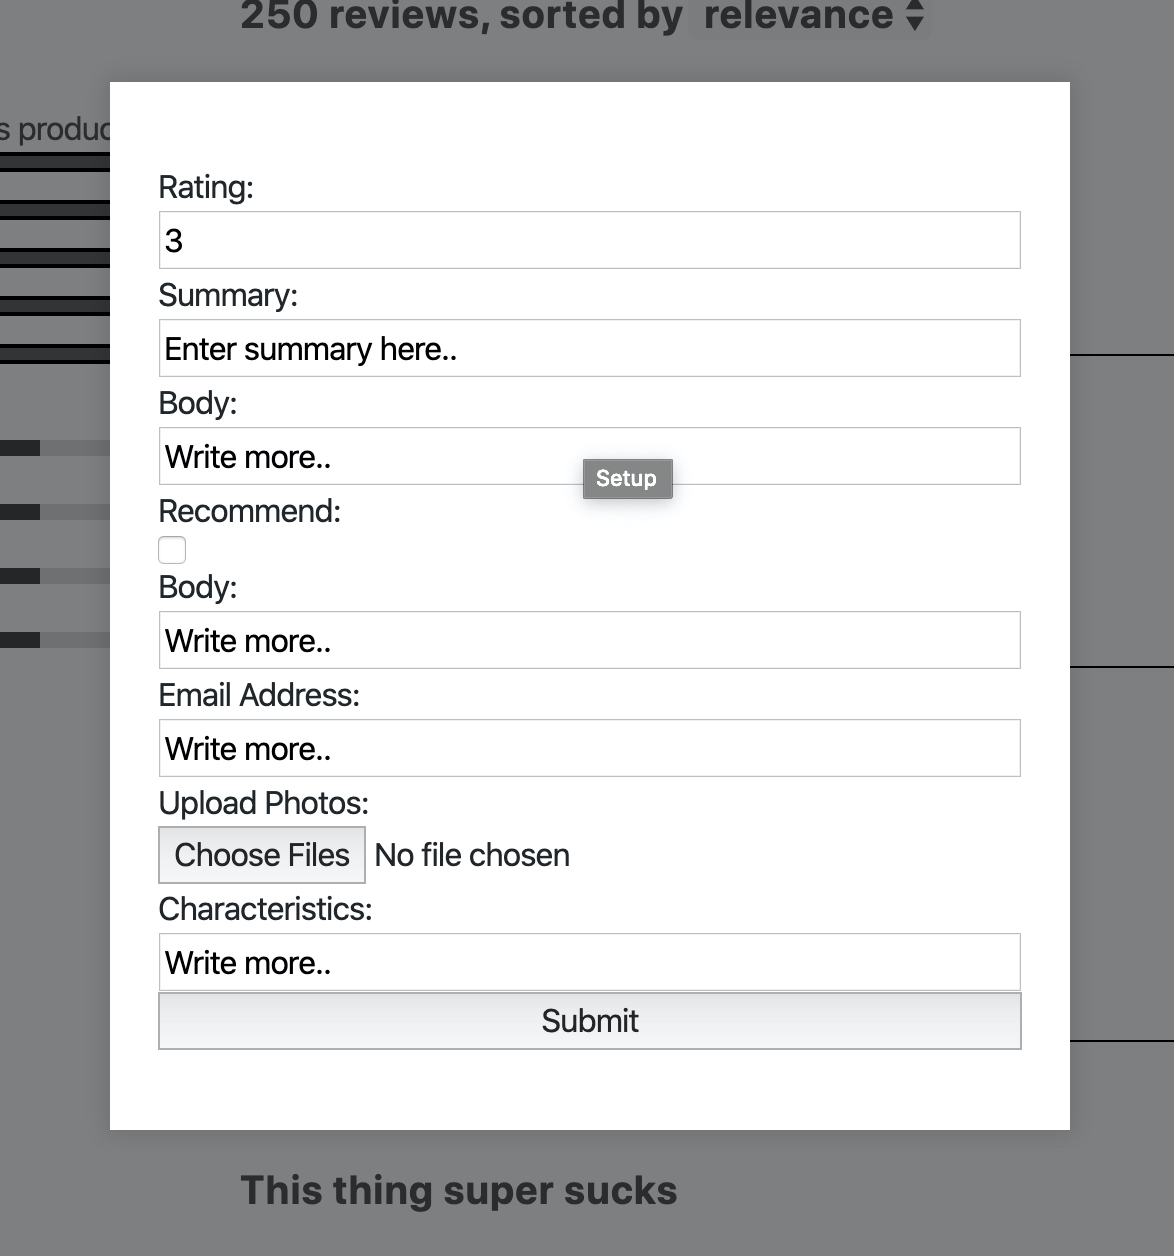 250 reviews, sorted by relevance
s produc
Rating:
3
Summary:
Enter summary here..
Body:
Write more..
Setup
Recommend:
Body:
Write more..
Email Address:
Write more..
Upload Photos:
Choose Files No file chosen
Characteristics:
Write more..
Submit
This thing super sucks